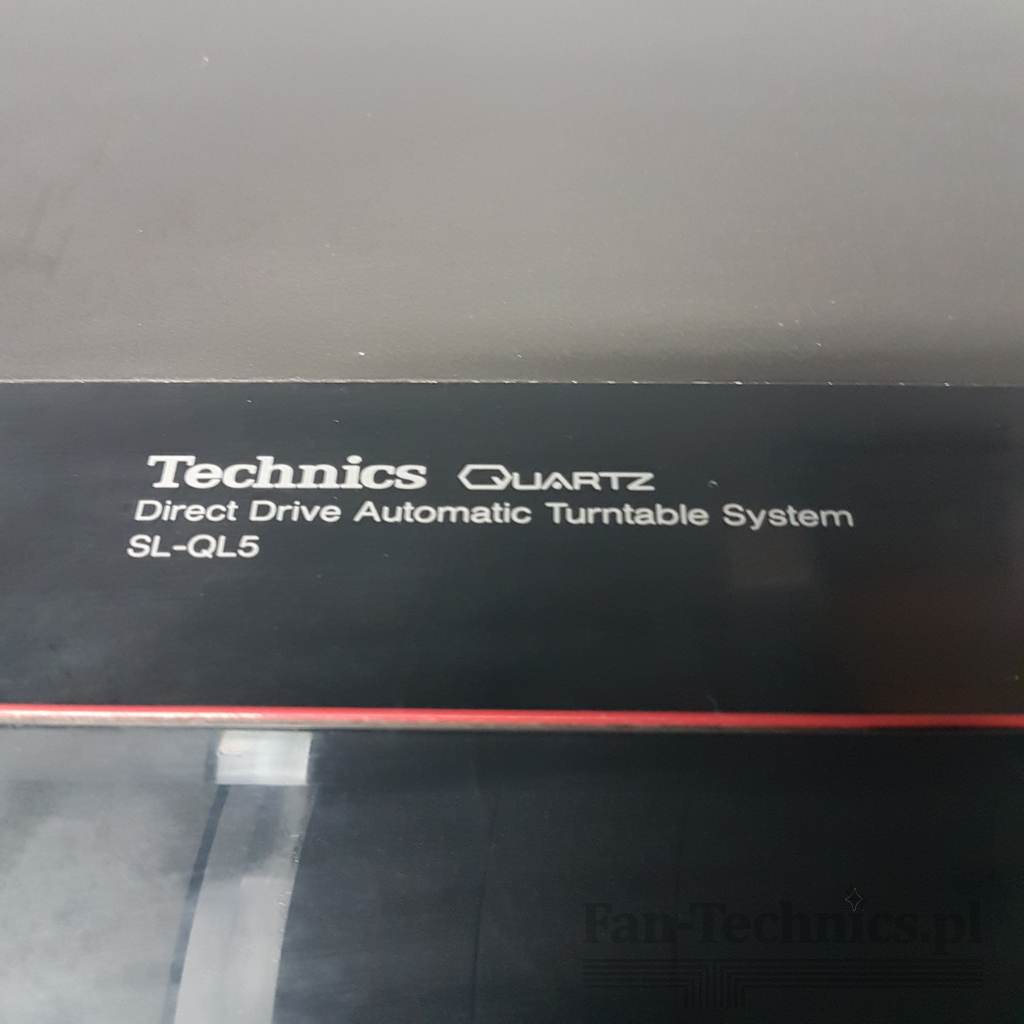 Technics QUARTZ
Direct Drive Automatic Turntable System
SL-QL5
Fan-Technics.pl